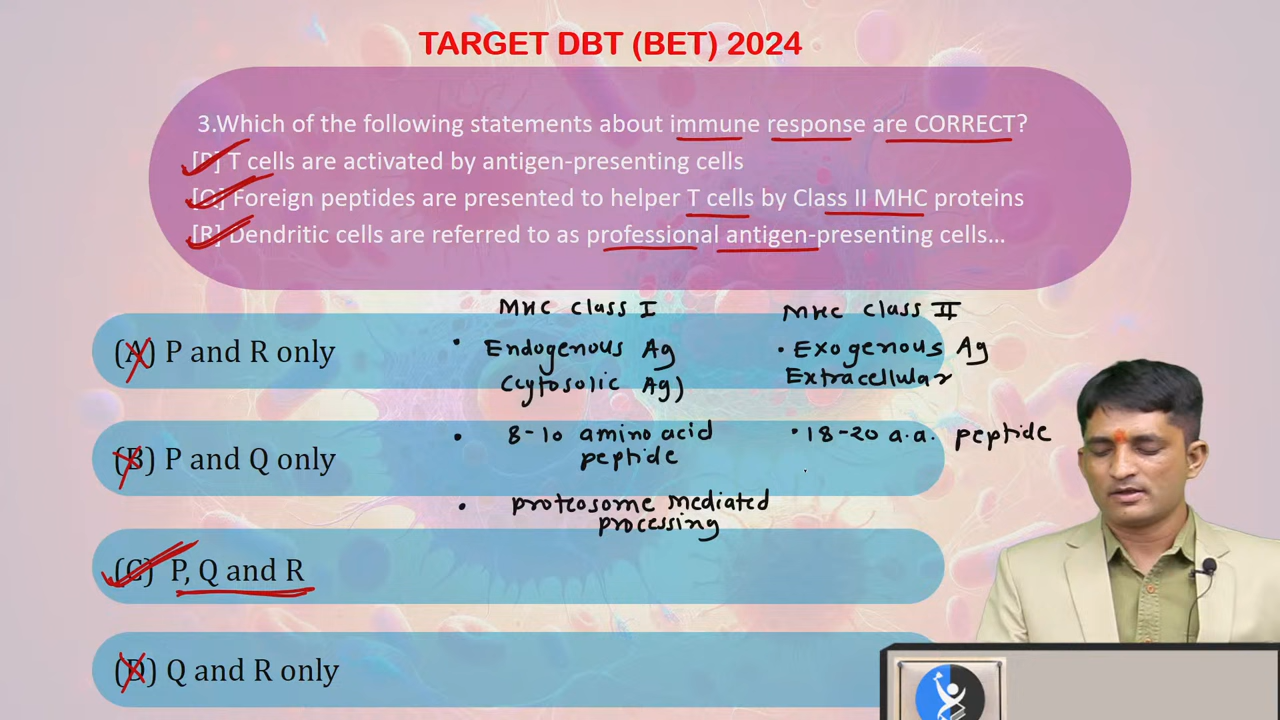 TARGET DBT (BET) 2024
3.Which of the following statements about immune response are CORRECT?
[P] T cells are activated by antigen-presenting cells
[Q] Foreign peptides are presented to helper T cells by Class II MHC proteins
[R] Dendritic cells are referred to as professional antigen-presenting cells...
MHC Class I
MHC Class II
(A) P and R only
• Endogenous Ag
(cytosolic Ag)
• Exogenous Ag
Extracellular
(B) P and Q only
• 8-10 amino acid
peptide
• 18-20 a.a. peptide
• proteosome mediated
processing
(C) P, Q and R
(D) Q and R only